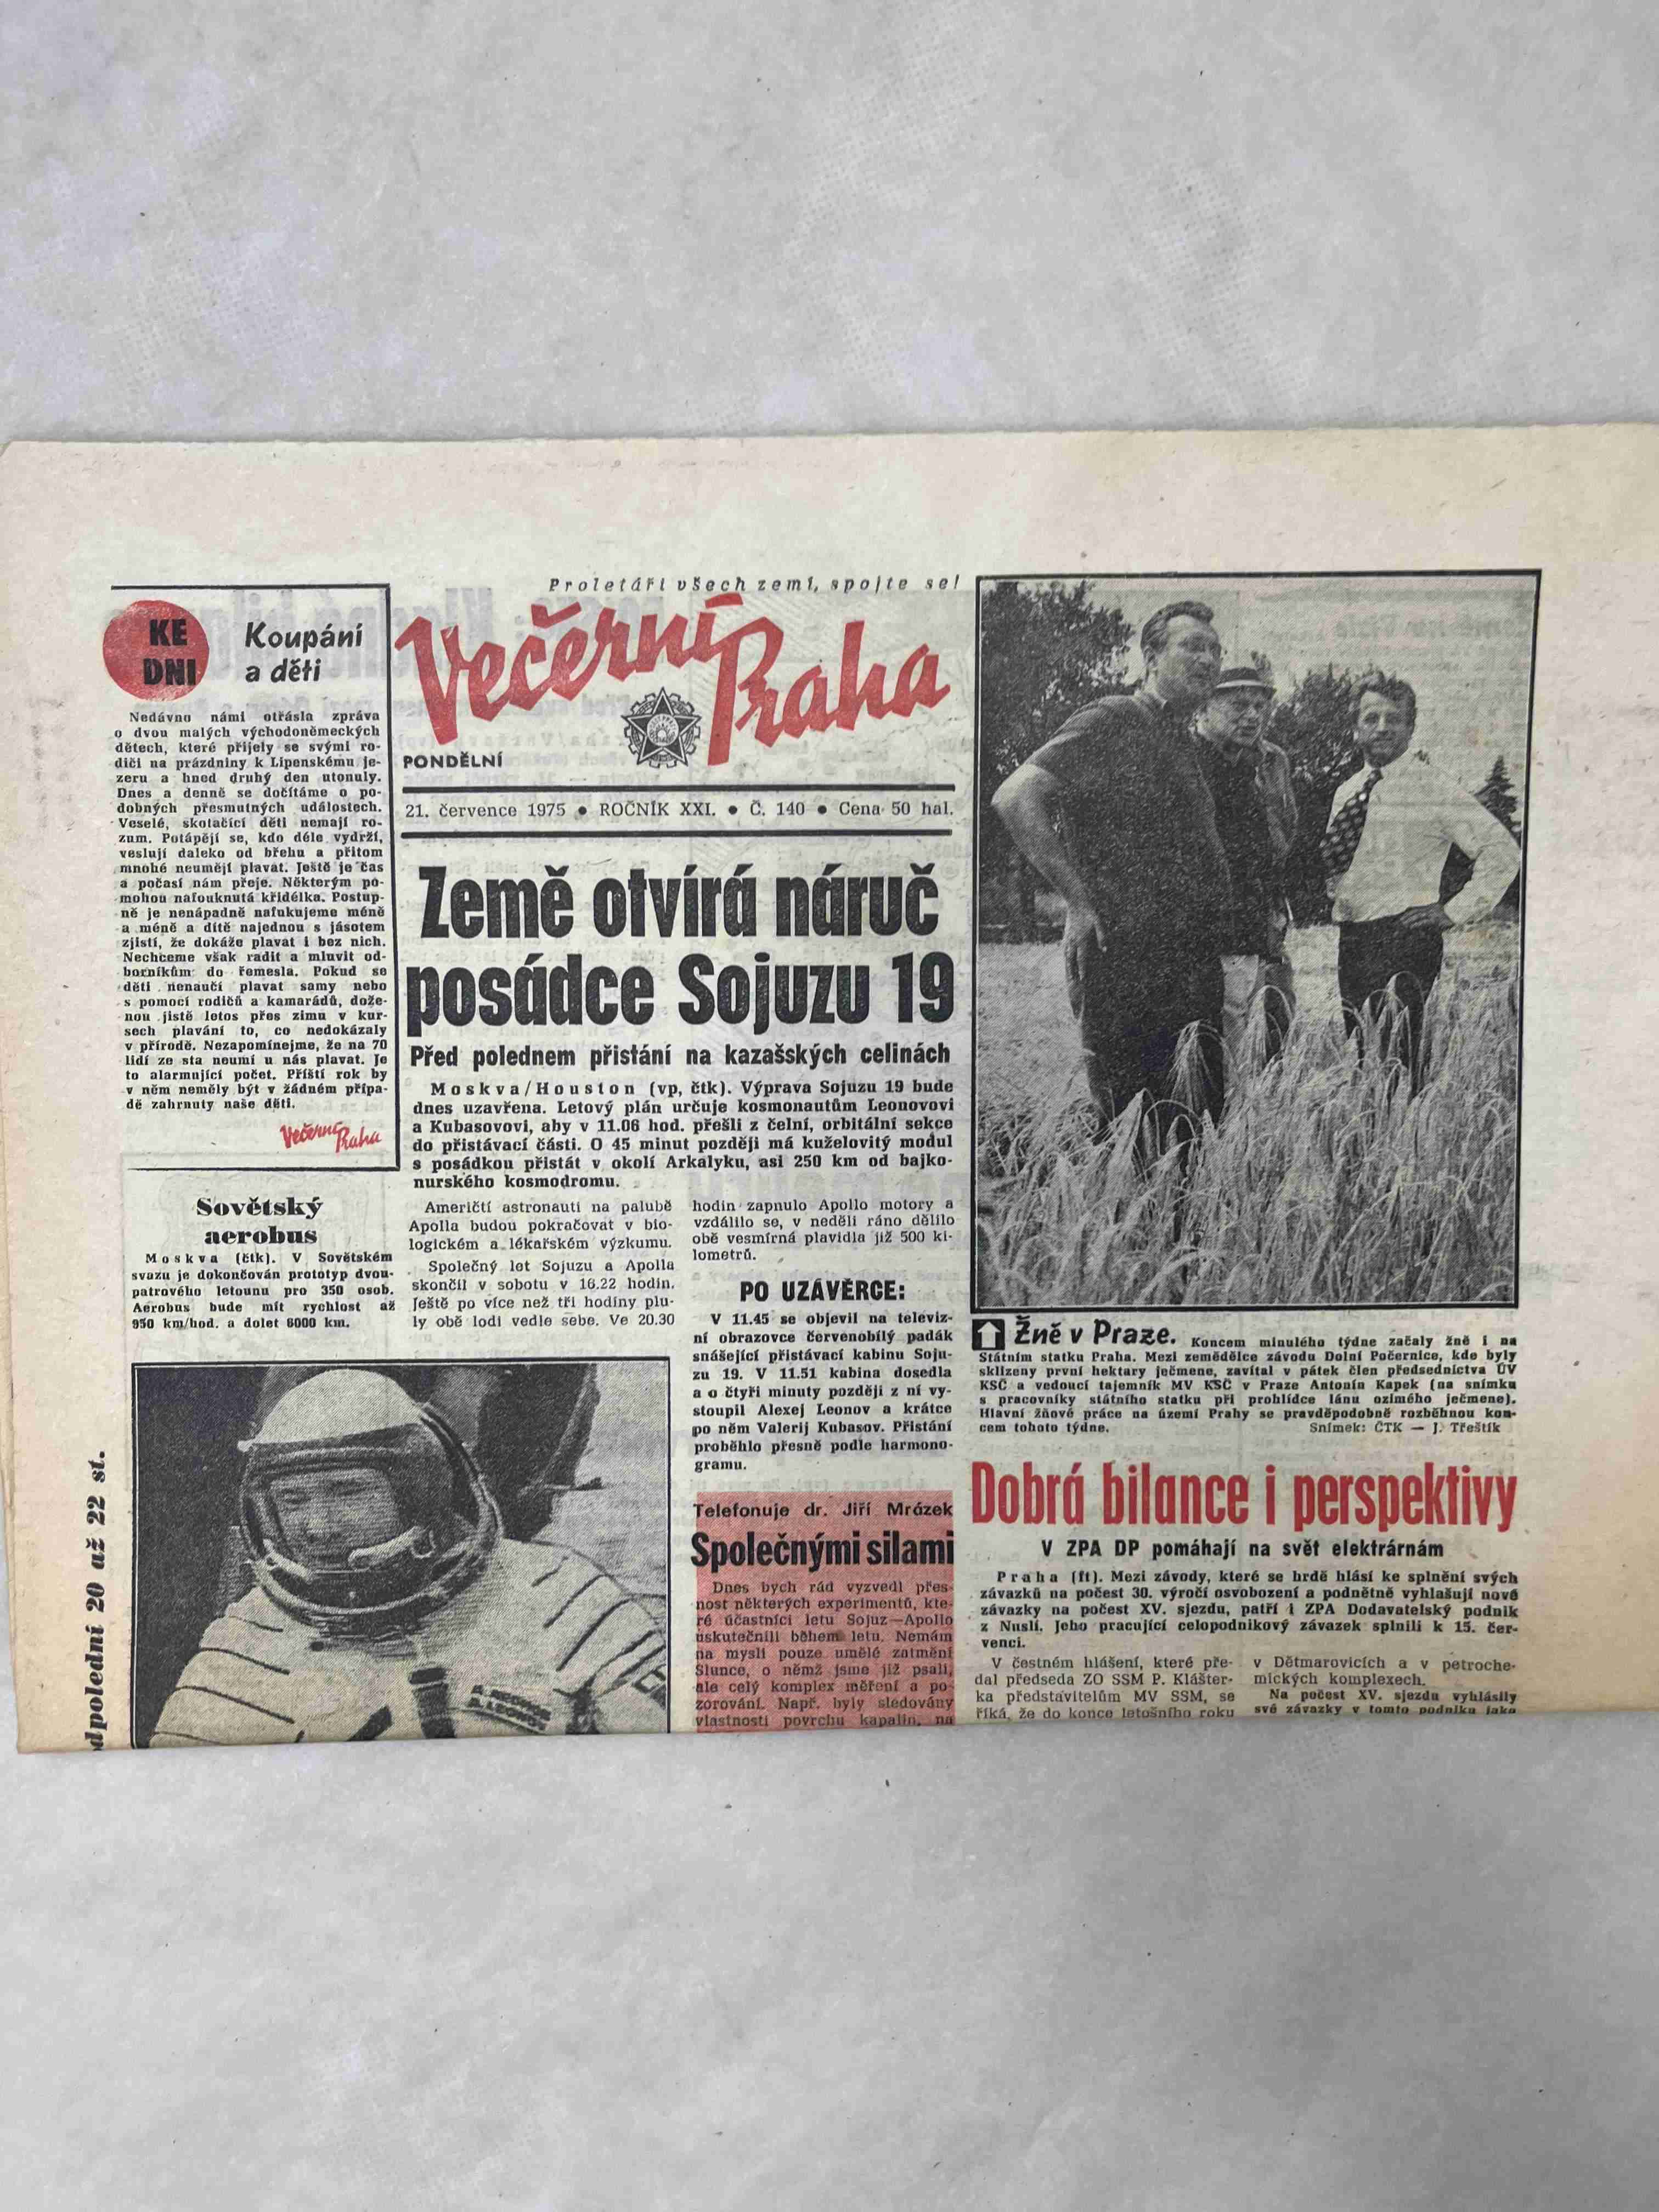 Proletáři všech zemí, spojte se!
KE
DNI
Koupání
a děti
Nedávno námi otřásla zpráva
o dvou malých východoněmeckých
dětech, které přijely se svými ro-
diči na prázdniny k Lipenskému je-
zeru a hned druhý den utonuly.
Dnes a denně se dočítáme o po-
dobných přesmutných událostech.
Veselé, skotačící děti nemají ro-
zum. Potápějí se, kdo déle vydrží,
veslují daleko od břehu a přitom
mnohé neumějí plavat. Ještě je čas
a počasí nám přeje. Některým po-
mohou nafouknutá křidélka. Postup-
ně je nenápadně nafukujeme méně
a méně a dítě najednou s jásotem
zjistí, že dokáže plavat i bez nich.
Nechceme však radit a mluvit od-
borníkům do řemesla. Pokud se
děti nenaučí plavat samy nebo
s pomocí rodičů a kamarádů, dože-
nou jistě letos přes zimu v kur-
sech plavání to, co nedokázaly
v přírodě. Nezapomínejme, že na 70
lidí ze sta neumí u nás plavat. Je
to alarmující počet. Příští rok by
v něm neměly být v žádném přípa-
dě zahrnuty naše děti.
Večerní Praha
Sovětský
aerobus
Moskva (čtk). V Sovětském
svazu je dokončován prototyp dvou-
patrového letounu pro 350 osob.
Aerobus bude mít rychlost až
950 km/hod. a dolet 6000 km.
dpolední 20 až 22 st.
Večerní
Praha
PONDĚLNÍ
21. července 1975 • ROČNÍK XXI. • Č. 140 • Cena 50 hal.
Země otvírá náruč
posádce Sojuzu 19
Před polednem přistání na kazašských celinách
Moskva/Houston (vp, čtk). Výprava Sojuzu 19 bude
dnes uzavřena. Letový plán určuje kosmonautům Leonovovi
a Kubasovovi, aby v 11.06 hod. přešli z čelní, orbitální sekce
do přistávací části. O 45 minut později má kuželovitý modul
s posádkou přistát v okolí Arkalyku, asi 250 km od bajko-
nurského kosmodromu.
Američtí astronauti na palubě
Apolla budou pokračovat v bio-
logickém a lékařském výzkumu.
Společný let Sojuzu a Apolla
skončil v sobotu v 16.22 hodin.
Ještě po více než tři hodiny plu-
ly obě lodi vedle sebe. Ve 20.30
hodin zapnulo Apollo motory a
vzdálilo se, v neděli ráno dělilo
obě vesmírná plavidla již 500 ki-
lometrů.
PO UZÁVĚRCE:
V 11.45 se objevil na televiz-
ní obrazovce červenobílý padák
snášející přistávací kabinu Soju-
zu 19. V 11.51 kabina dosedla
a o čtyři minuty později z ní vy-
stoupil Alexej Leonov a krátce
po něm Valerij Kubasov. Přistání
proběhlo přesně podle harmono-
gramu.
Telefonuje dr. Jiří Mrázek
Společnými silami
Dnes bych rád vyzvedl přes-
nost některých experimentů, kte-
ré účastníci letu Sojuz—Apollo
uskutečnili během letu. Nemám
na mysli pouze umělé zatmění
Slunce, o němž jsme již psali,
ale celý komplex měření a po-
zorování. Např. byly sledovány
vlastnosti povrchu kapalin, na
Žně v Praze. Koncem minulého týdne začaly žně i na
Státním statku Praha. Mezi zemědělce závodu Dolní Počernice, kde byly
sklizeny první hektary ječmene, zavítal v pátek člen předsednictva ÚV
KSČ a vedoucí tajemník MV KSČ v Praze Antonín Kapek (na snímku
s pracovníky státního statku při prohlídce lánu ozimého ječmene).
Hlavní žňové práce na území Prahy se pravděpodobně rozběhnou kon-
cem tohoto týdne. Snímek: ČTK — J. Třeštík
Dobrá bilance i perspektivy
V ZPA DP pomáhají na svět elektrárnám
Praha (ft). Mezi závody, které se hrdě hlásí ke splnění svých
závazků na počest 30. výročí osvobození a podnětně vyhlašují nové
závazky na počest XV. sjezdu, patří i ZPA Dodavatelský podnik
z Nuslí. Jeho pracující celopodnikový závazek splnili k 15. čer-
venci.
V čestném hlášení, které pře-
dal předseda ZO SSM P. Klášter-
ka představitelům MV SSM, se
říká, že do konce letošního roku
v Dětmarovicích a v petroche-
mických komplexech.
Na počest XV. sjezdu vyhlásily
své závazky v tomto podniku jako